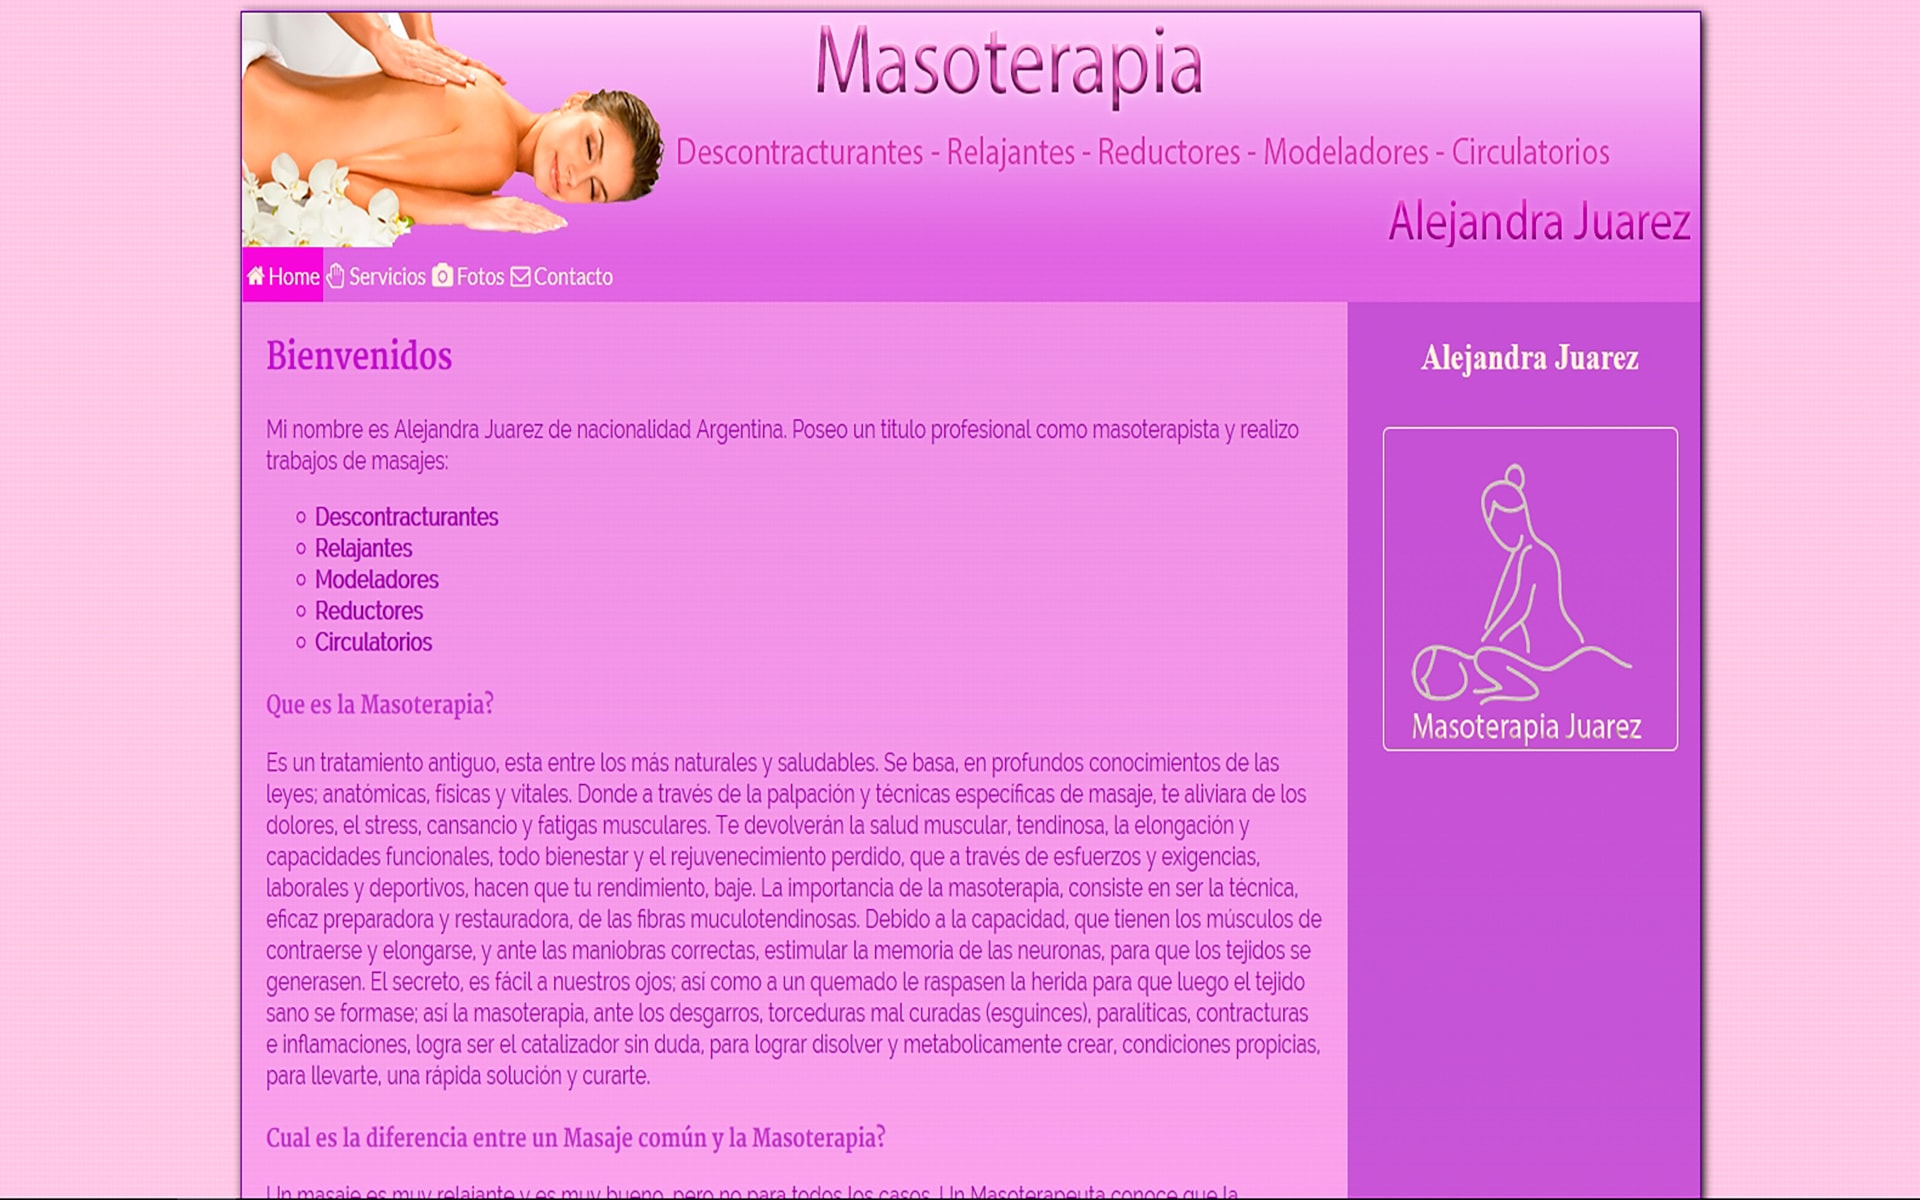 Masoterapia
Descontracturantes - Relajantes - Reductores - Modeladores - Circulatorios
Alejandra Juarez
Home Servicios Fotos Contacto
Bienvenidos
Mi nombre es Alejandra Juarez de nacionalidad Argentina. Poseo un titulo profesional como masoterapista y realizo
trabajos de masajes:
Descontracturantes
Relajantes
Modeladores
Reductores
Circulatorios
Que es la Masoterapia?
Es un tratamiento antiguo, esta entre los más naturales y saludables. Se basa, en profundos conocimientos de las
leyes; anatómicas, físicas y vitales. Donde a través de la palpación y técnicas específicas de masaje, te aliviara de los
dolores, el stress, cansancio y fatigas musculares. Te devolverán la salud muscular, tendinosa, la elongación y
capacidades funcionales, todo bienestar y el rejuvenecimiento perdido, que a través de esfuerzos y exigencias,
laborales y deportivos, hacen que tu rendimiento, baje. La importancia de la masoterapia, consiste en ser la técnica,
eficaz preparadora y restauradora, de las fibras muculotendinosas. Debido a la capacidad, que tienen los músculos de
contraerse y elongarse, y ante las maniobras correctas, estimular la memoria de las neuronas, para que los tejidos se
generasen. El secreto, es fácil a nuestros ojos; así como a un quemado le raspasen la herida para que luego el tejido
sano se formase; así la masoterapia, ante los desgarros, torceduras mal curadas (esguinces), paralíticas, contracturas
e inflamaciones, logra ser el catalizador sin duda, para lograr disolver y metabolicamente crear, condiciones propicias,
para llevarte, una rápida solución y curarte.
Cual es la diferencia entre un Masaje común y la Masoterapia?
Un masaje es muy relajante y es muy bueno, pero no para todos los casos. Un Masoterapeuta conoce que la
Alejandra Juarez
Masoterapia Juarez